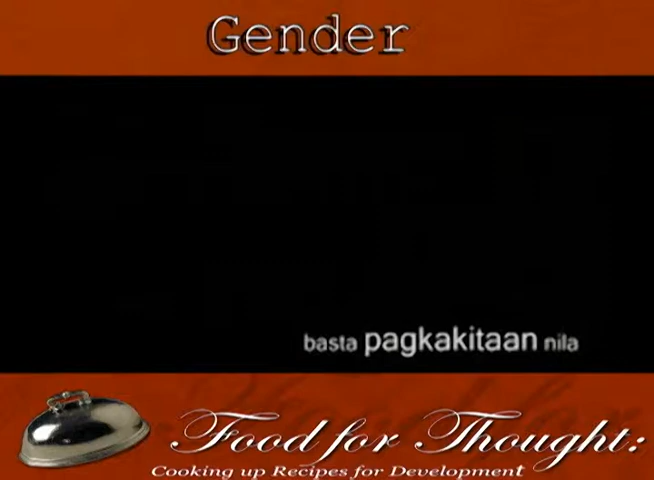 Gender
basta pagkakitaan nila
Food for Thought:
Cooking up Recipes for Development